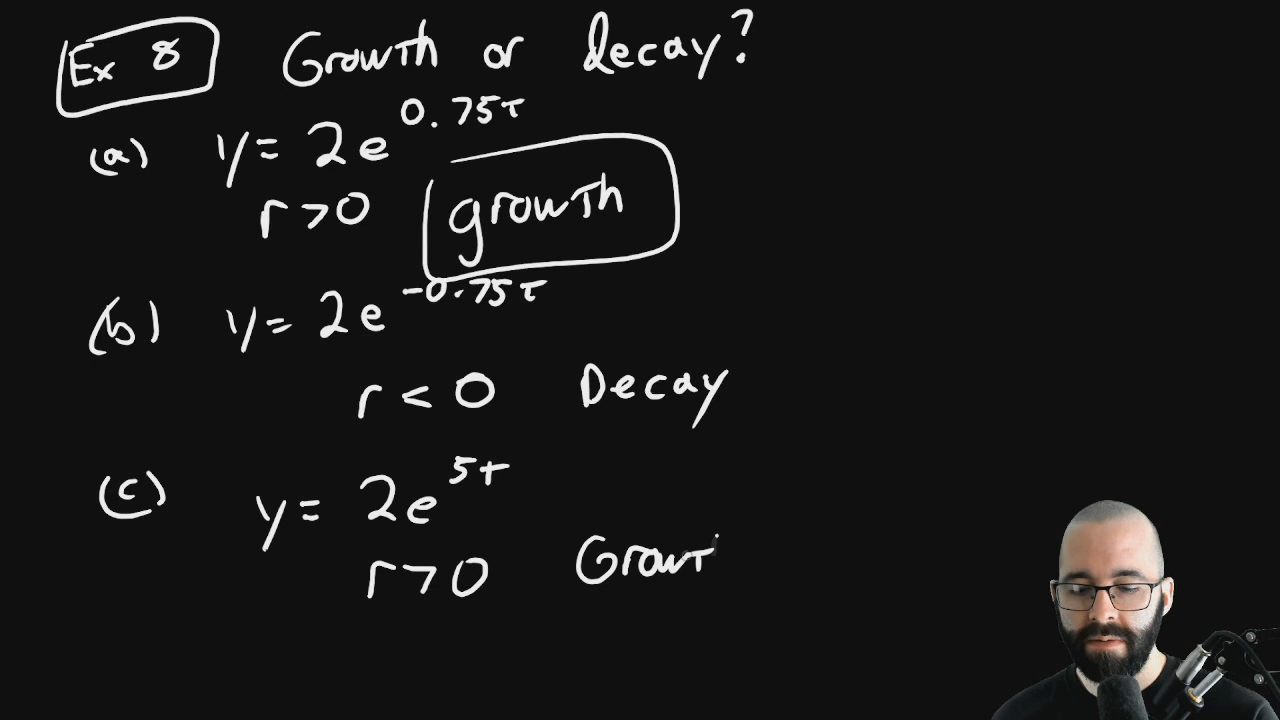 Ex 8 Growth or decay?
(a) y = 2e^0.75t
r > 0 growth
(b) y = 2e^-0.75t
r < 0 Decay
(c) y = 2e^5t
r > 0 Growt